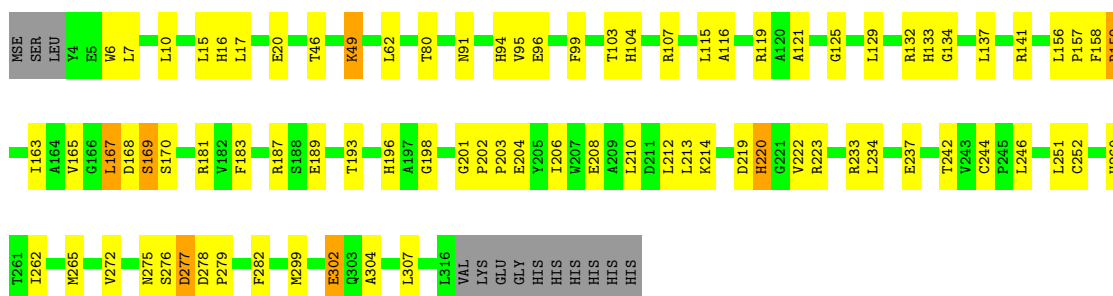 MSE SER LEU Y4 E5 W6 L7 L10 L15 H16 L17 E20 T46 K49 L62 T80 N91 H94 V95 E96 F99 T103 H104 R107 L115 A116 R119 A120 A121 G125 L129 R132 H133 G134 L137 R141 L156 P157 F158
I163 A164 V165 G166 L167 D168 S169 S170 R181 V182 F183 R187 S188 E189 T193 H196 A197 G198 G201 P202 P203 E204 Y205 I206 W207 E208 A209 L210 D211 L212 L213 K214 D219 H220 G221 V222 R223 R233 L234 E237 T242 V243 C244 P245 L246 L251 C252
T261 I262 M265 V272 N275 S276 D277 D278 P279 F282 M299 E302 Q303 A304 L307 L316 VAL LYS GLU GLY HIS HIS HIS HIS HIS HIS